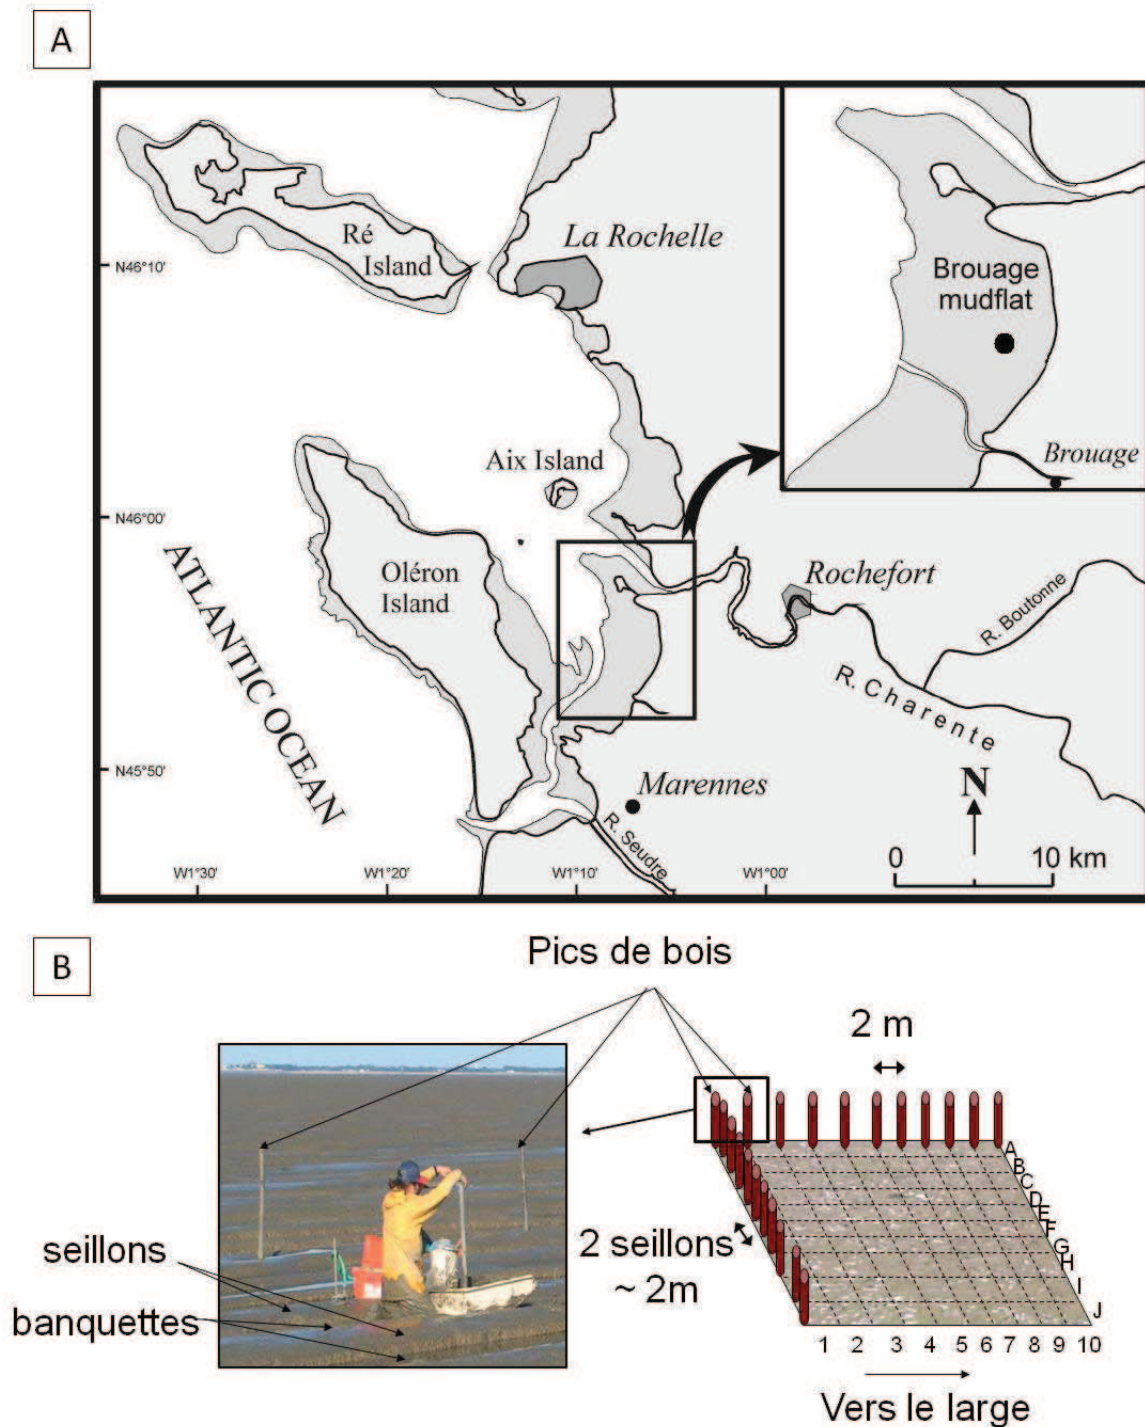 A
Ré
Island
La Rochelle
N46°10'
Brouage
mudflat
Brouage
Aix Island
N46°00'
Oléron
Island
ATLANTIC OCEAN
Rochefort
R. Boutonne
R. Charente
N45°50'
Marennes
R. Seudre
N
0 10 km
W1°30' W1°20' W1°10' W1°00'
B
Pics de bois
2 m
seillons
banquettes
2 seillons
~ 2m
A
B
C
D
E
F
G
H
I
J
1 2 3 4 5 6 7 8 9 10
Vers le large